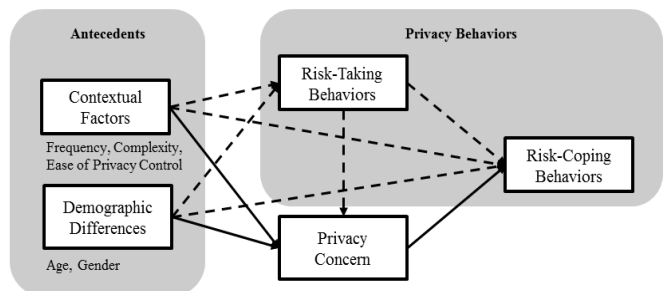 Antecedents
Privacy Behaviors
Contextual
Factors
Frequency, Complexity,
Ease of Privacy Control
Demographic
Differences
Age, Gender
Risk-Taking
Behaviors
Risk-Coping
Behaviors
Privacy
Concern